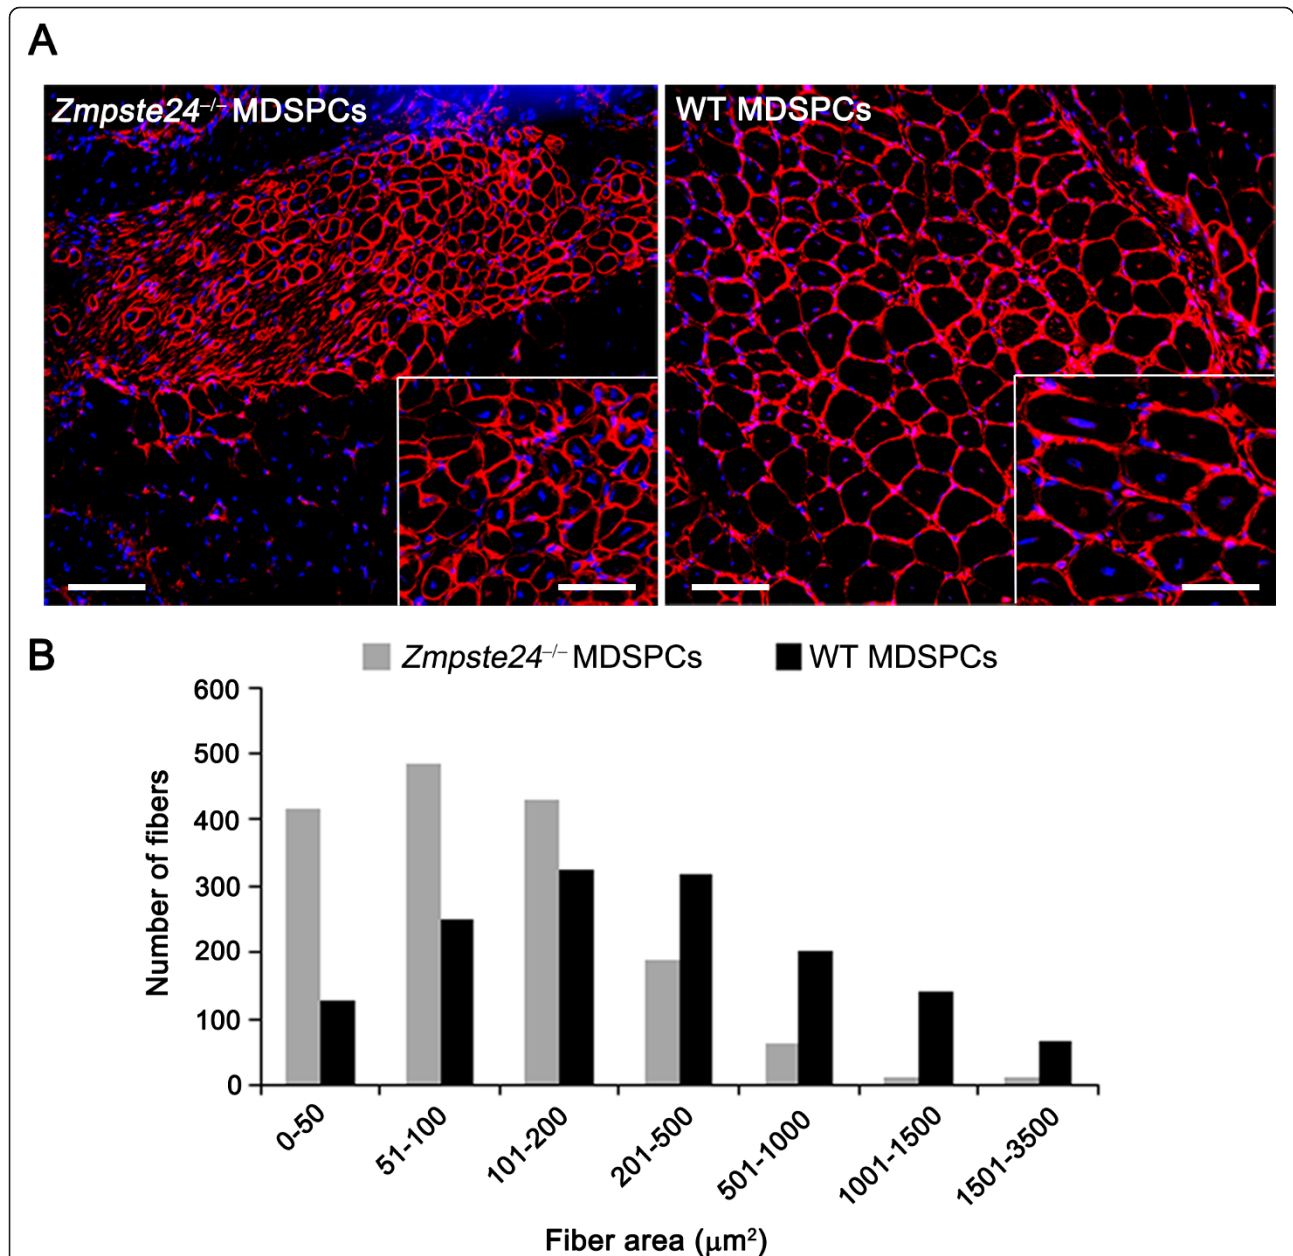 A
Zmpste24⁻/⁻ MDSPCs
WT MDSPCs
B
Zmpste24⁻/⁻ MDSPCs
WT MDSPCs
600
500
400
300
200
100
0
Number of fibers
0-50
51-100
101-200
201-500
501-1000
1001-1500
1501-3500
Fiber area (μm²)